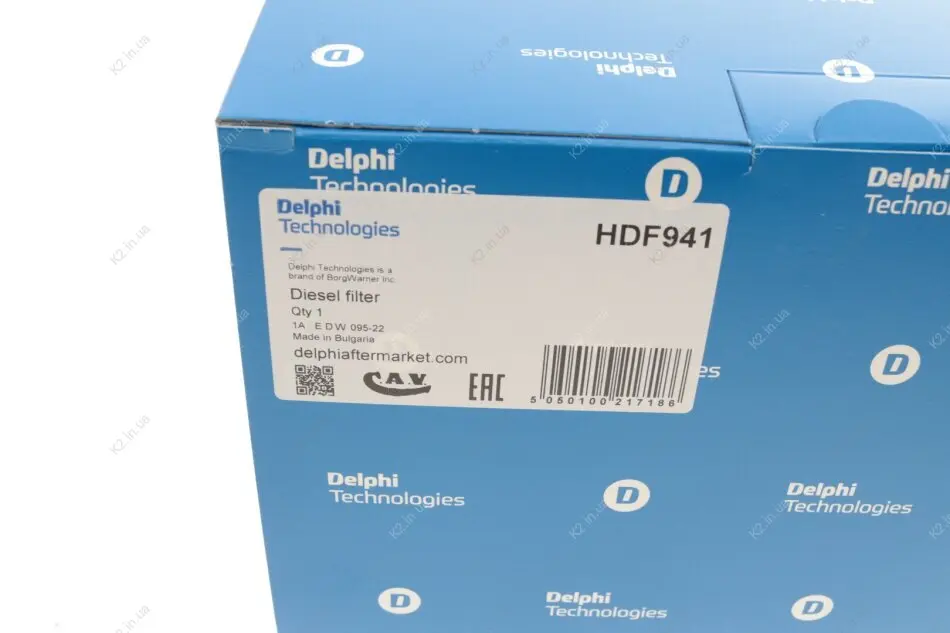 Delphi
Technologies
D
D
Delphi
Technologies
D
Delphi
Techno
Delphi
Technologies
HDF941
Delphi Technologies is a
brand of BorgWarner Inc.
Diesel filter
Qty 1
1A E D W 095-22
Made in Bulgaria
delphiaftermarket.com
C.A.V.
EAC
5 050100 217186
es
D
Delphi
Technologies
D
Delphi
Technologies
D
Delphi
Technologies
D
K2.in.ua